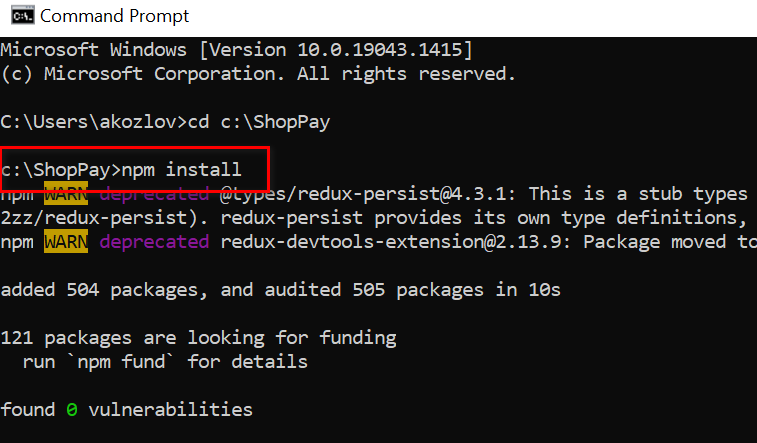 Command Prompt
Microsoft Windows [Version 10.0.19043.1415]
(c) Microsoft Corporation. All rights reserved.
C:\Users\akozlov>cd c:\ShopPay
c:\ShopPay>npm install
npm WARN deprecated @types/redux-persist@4.3.1: This is a stub types
2zz/redux-persist). redux-persist provides its own type definitions,
npm WARN deprecated redux-devtools-extension@2.13.9: Package moved to
added 504 packages, and audited 505 packages in 10s
121 packages are looking for funding
run `npm fund` for details
found 0 vulnerabilities